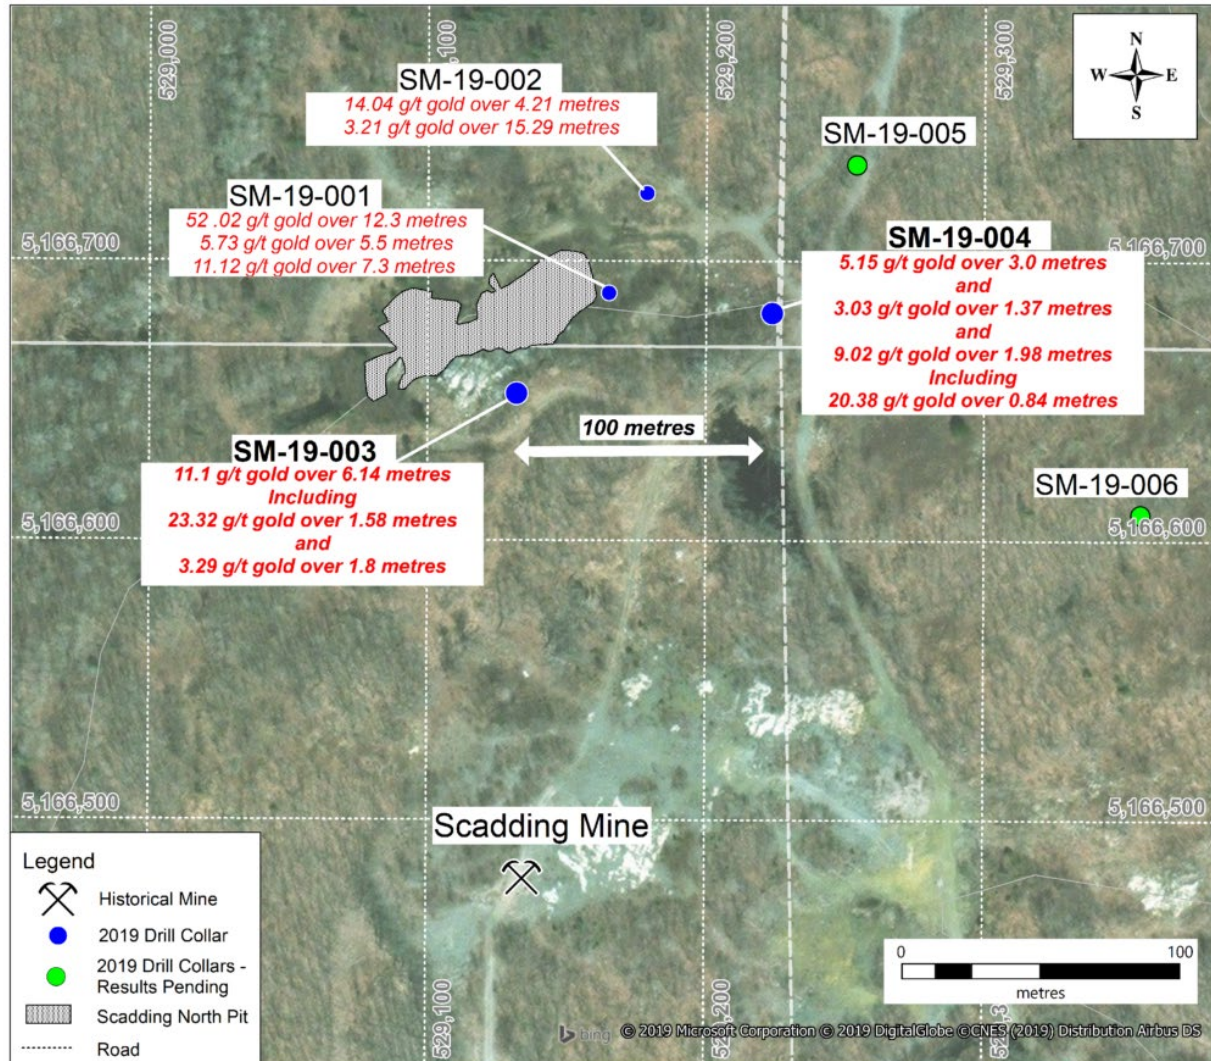 529,000
529,100
529,200
529,300
N
W E
S
SM-19-002
14.04 g/t gold over 4.21 metres
3.21 g/t gold over 15.29 metres
SM-19-005
SM-19-001
52 .02 g/t gold over 12.3 metres
5.73 g/t gold over 5.5 metres
11.12 g/t gold over 7.3 metres
5,166,700
5,166,700
SM-19-004
5.15 g/t gold over 3.0 metres
and
3.03 g/t gold over 1.37 metres
and
9.02 g/t gold over 1.98 metres
Including
20.38 g/t gold over 0.84 metres
100 metres
SM-19-003
11.1 g/t gold over 6.14 metres
Including
23.32 g/t gold over 1.58 metres
and
3.29 g/t gold over 1.8 metres
SM-19-006
5,166,600
5,166,600
5,166,500
5,166,500
Scadding Mine
Legend
Historical Mine
2019 Drill Collar
2019 Drill Collars -
Results Pending
Scadding North Pit
Road
0 100
metres
529,100
529,200
bing © 2019 Microsoft Corporation © 2019 DigitalGlobe ©CNES (2019) Distribution Airbus DS